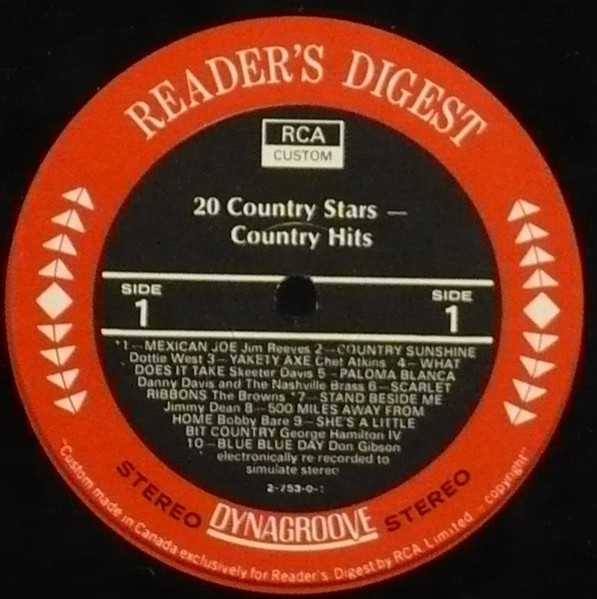 READER'S DIGEST
RCA
CUSTOM
20 Country Stars —
Country Hits
SIDE
1
SIDE
1
*1—MEXICAN JOE Jim Reeves 2—COUNTRY SUNSHINE
Dottie West 3—YAKETY AXE Chet Atkins 4—WHAT
DOES IT TAKE Skeeter Davis 5—PALOMA BLANCA
Danny Davis and The Nashville Brass 6—SCARLET
RIBBONS The Browns *7—STAND BESIDE ME
Jimmy Dean 8—500 MILES AWAY FROM
HOME Bobby Bare 9—SHE'S A LITTLE
BIT COUNTRY George Hamilton IV
10—BLUE BLUE DAY Don Gibson
electronically re-recorded to
simulate stereo
2-753-0-1
STEREO
DYNAGROOVE
STEREO
"Custom made in Canada exclusively for Reader's Digest by RCA Limited — copyright"